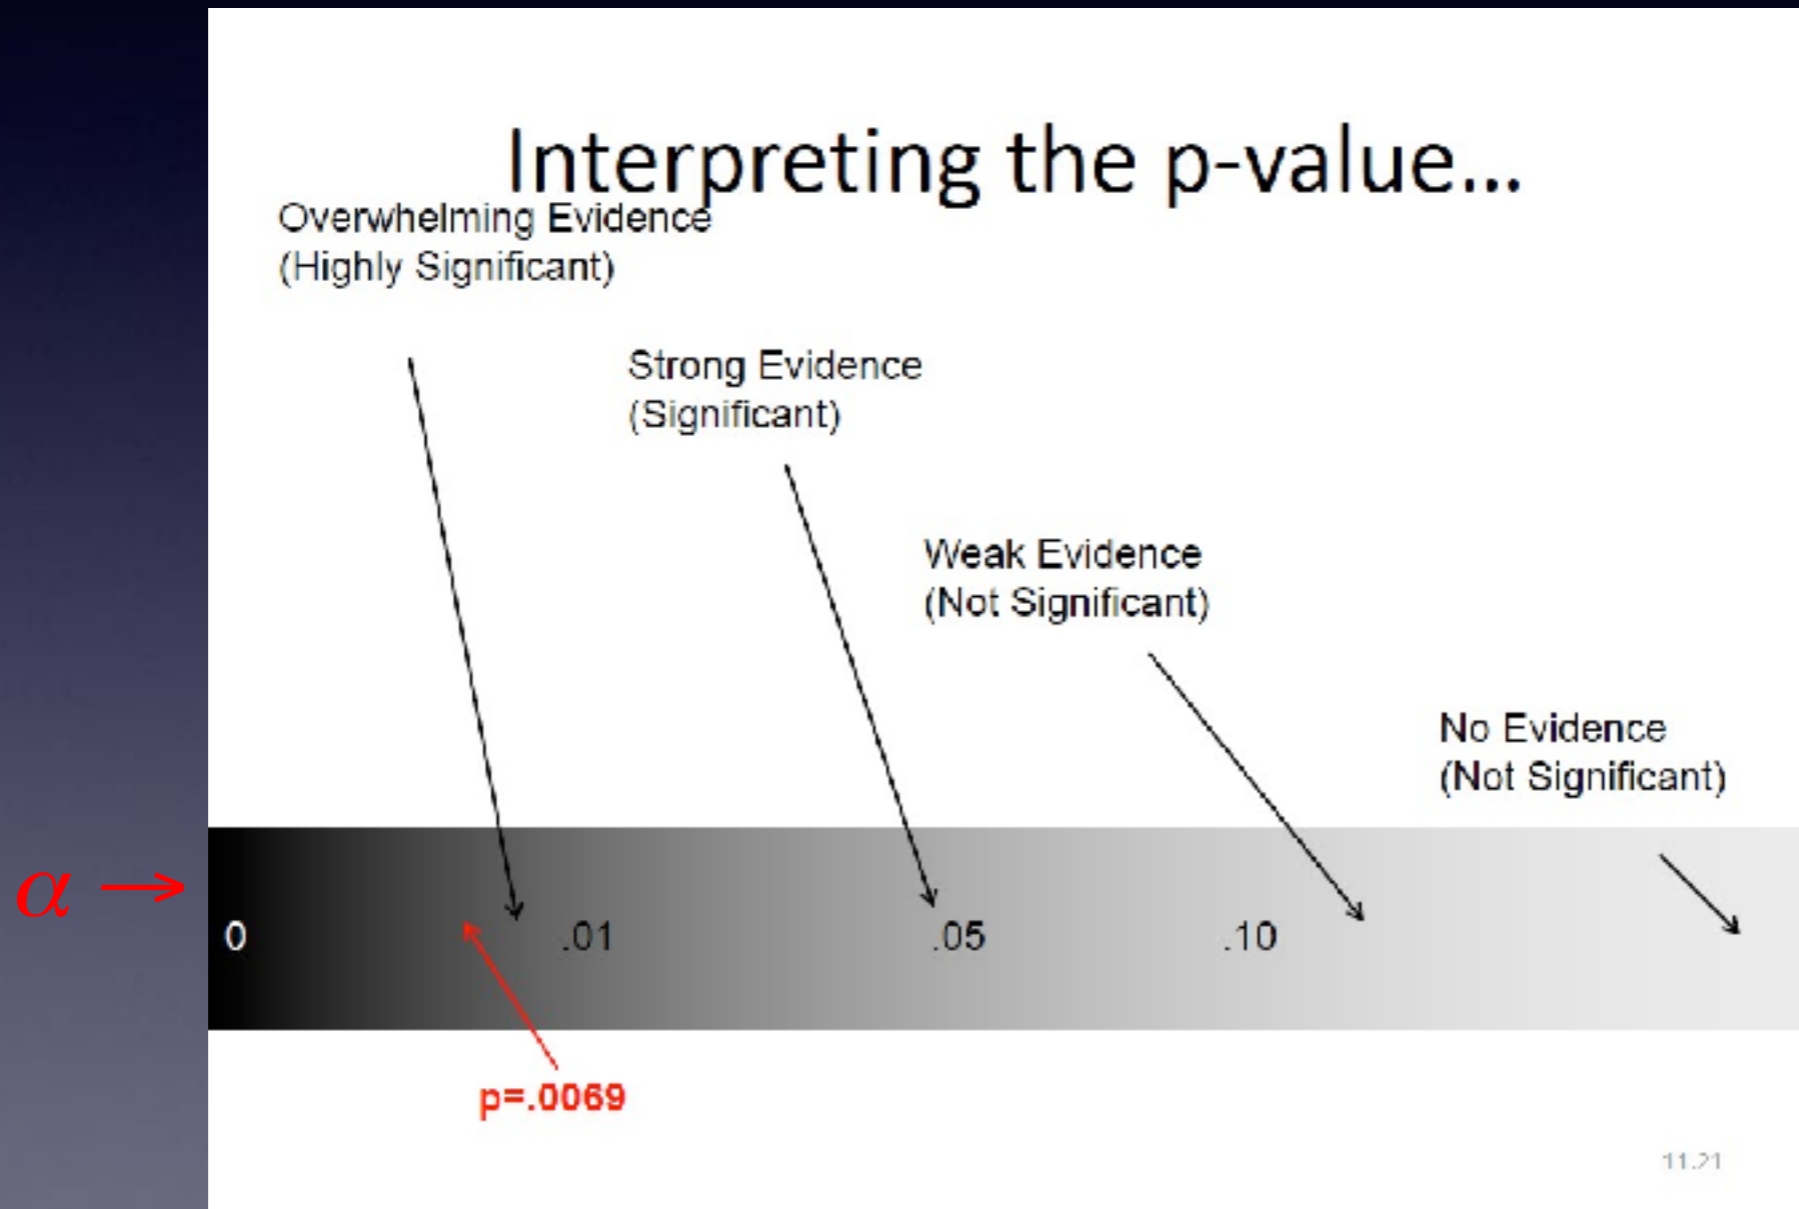 Interpreting the p-value...
Overwhelming Evidence
(Highly Significant)
Strong Evidence
(Significant)
Weak Evidence
(Not Significant)
No Evidence
(Not Significant)
α →
0 .01 .05 .10
p=.0069
11.21